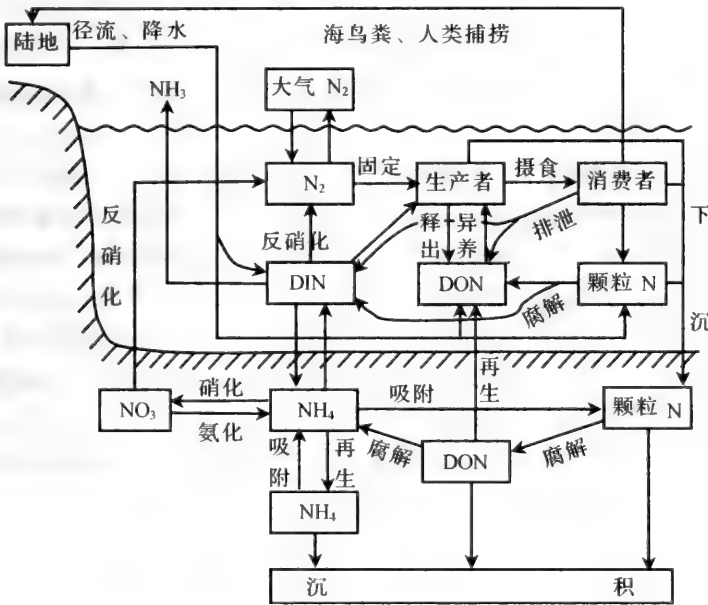 陆地
径流、降水
海鸟粪、人类捕捞
NH₃
大气 N₂
N₂
固定
生产者
摄食
消费者
反硝化
反硝化
释出
异养
排泄
下沉
DIN
DON
腐解
颗粒 N
NO₃
硝化
氨化
NH₄
吸附
再生
颗粒 N
吸附
再生
腐解
DON
腐解
NH₄
沉积